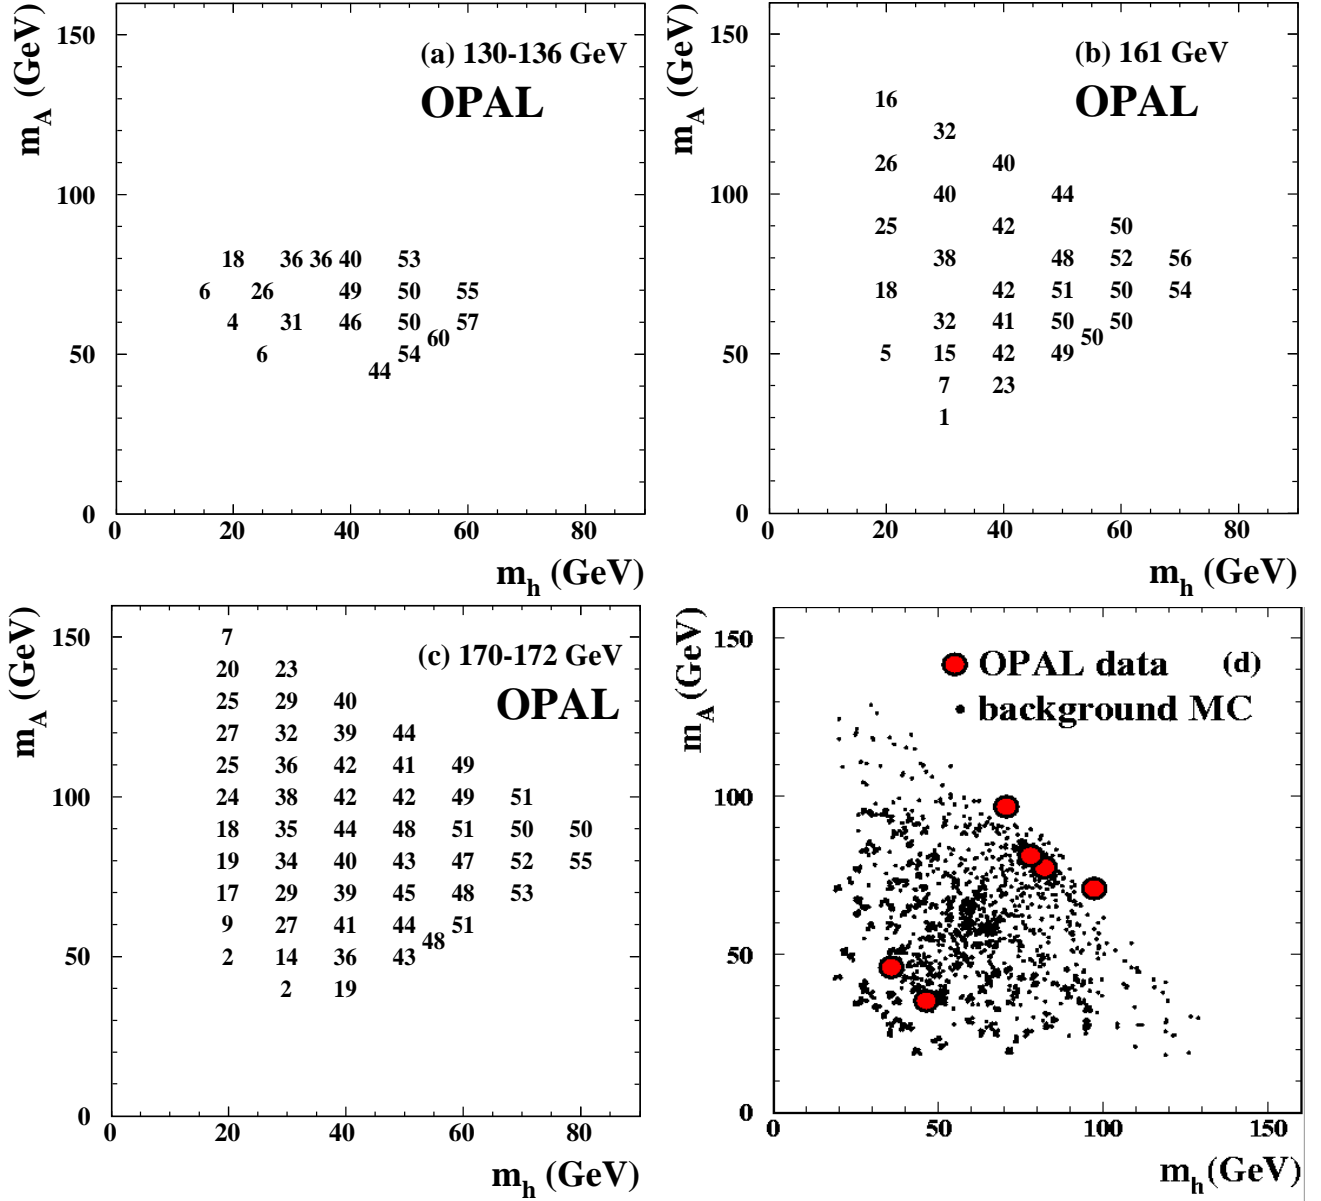 m_A (GeV)
150
(a) 130-136 GeV
OPAL
100
18 36 36 40 53
6 26 49 50 55
4 31 46 50 57
60
50
6 54
44
0
0 20 40 60 80
m_h (GeV)
m_A (GeV)
150
(b) 161 GeV
OPAL
16
32
26 40
100
40 44
25 42 50
38 48 52 56
18 42 51 50 54
32 41 50 50
50
50
5 15 42 49
7 23
1
0
0 20 40 60 80
m_h (GeV)
m_A (GeV)
150
7
(c) 170-172 GeV
OPAL
20 23
25 29 40
27 32 39 44
25 36 42 41 49
100
24 38 42 42 49 51
18 35 44 48 51 50 50
19 34 40 43 47 52 55
17 29 39 45 48 53
9 27 41 44 51
48
50
2 14 36 43
2 19
0
0 20 40 60 80
m_h (GeV)
m_A (GeV)
150
OPAL data (d)
background MC
100
50
0
0 50 100 150
m_h (GeV)